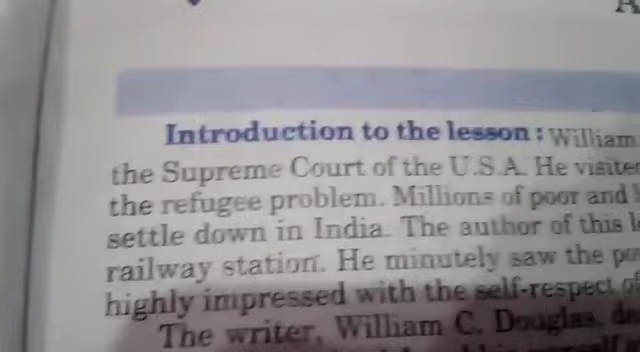 Introduction to the lesson : William
the Supreme Court of the U.S.A. He
the refugee problem. Millions of poor and
settle down in India. The author of this
railway station. He minutely saw the
highly impressed with the self-respect of
The writer, William C. Douglas,